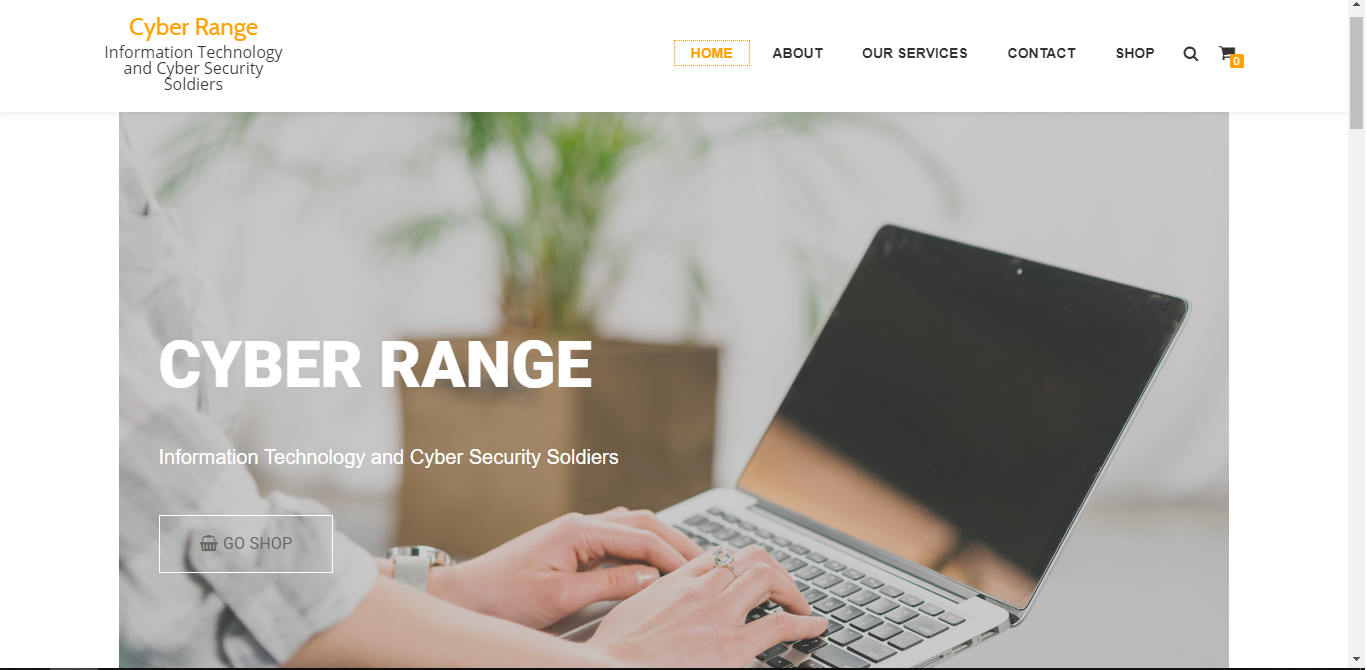 Cyber Range
Information Technology
and Cyber Security
Soldiers
HOME
ABOUT
OUR SERVICES
CONTACT
SHOP
0
CYBER RANGE
Information Technology and Cyber Security Soldiers
GO SHOP